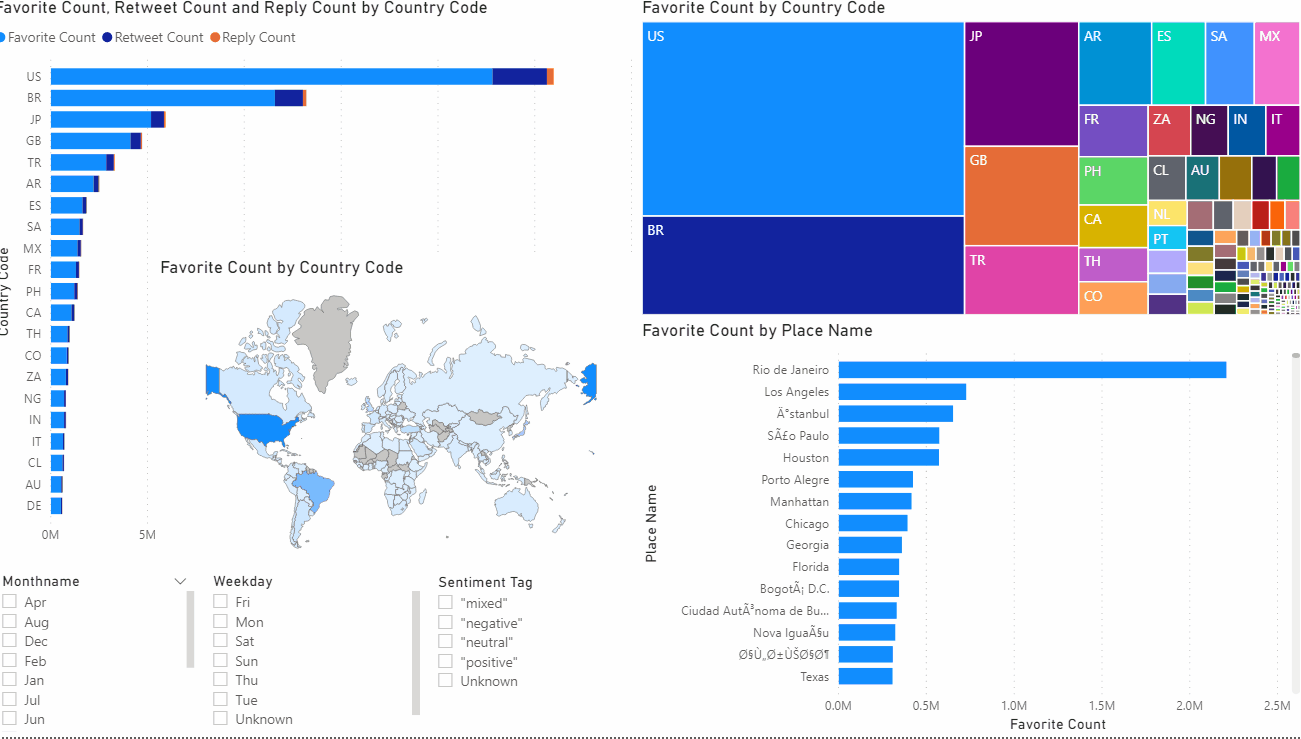 Favorite Count, Retweet Count and Reply Count by Country Code
Favorite Count Retweet Count Reply Count
Country Code
US
BR
JP
GB
TR
AR
ES
SA
MX
FR
PH
CA
TH
CO
ZA
NG
IN
IT
CL
AU
DE
0M 5M
Favorite Count by Country Code
Monthname
Apr
Aug
Dec
Feb
Jan
Jul
Jun
Weekday
Fri
Mon
Sat
Sun
Thu
Tue
Unknown
Sentiment Tag
"mixed"
"negative"
"neutral"
"positive"
Unknown
Favorite Count by Country Code
US
BR
JP
GB
TR
AR
ES
SA
MX
FR
ZA
NG
IN
IT
PH
CL
AU
CA
NL
PT
TH
CO
Favorite Count by Place Name
Place Name
Rio de Janeiro
Los Angeles
Ä°stanbul
SÃ£o Paulo
Houston
Porto Alegre
Manhattan
Chicago
Georgia
Florida
BogotÃ¡ D.C.
Ciudad AutÃ³noma de Bu...
Nova IguaÃ§u
Ø§Ù„Ø±ÙŠØ§Ø¶
Texas
0.0M 0.5M 1.0M 1.5M 2.0M 2.5M
Favorite Count